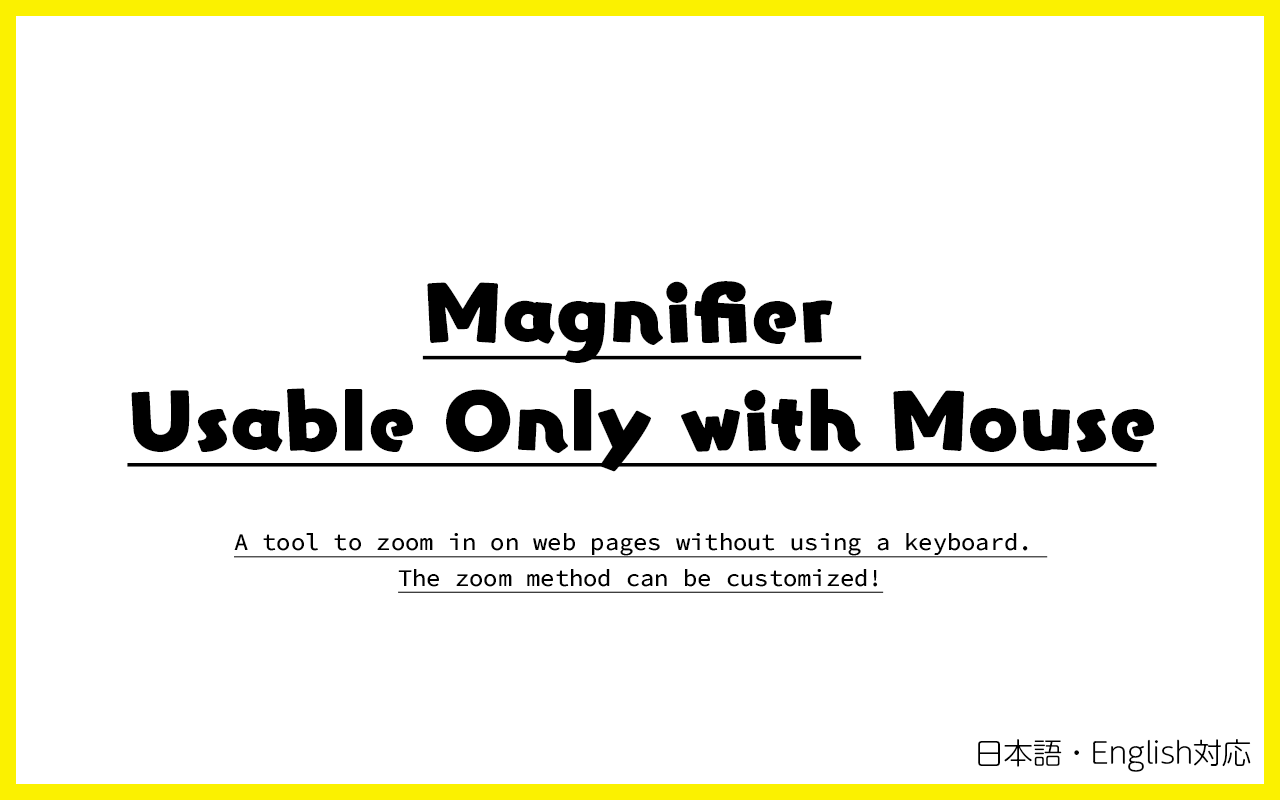 Magnifier
Usable Only with Mouse
A tool to zoom in on web pages without using a keyboard.
The zoom method can be customized!
日本語・English対応